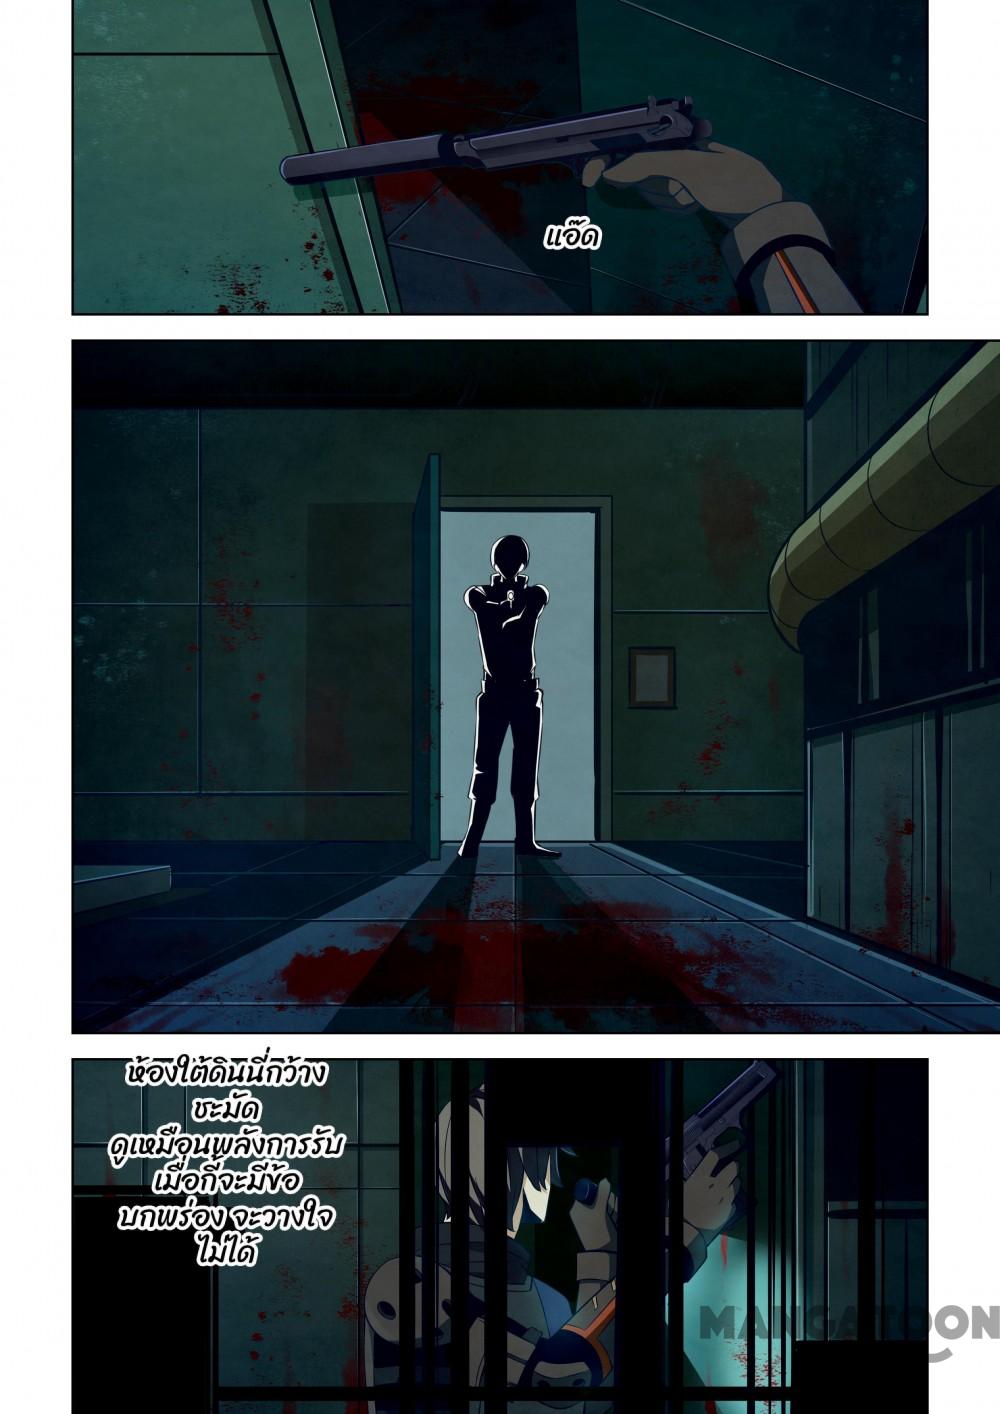 แอ๊ด
ห้องใต้ดินนี่กว้าง
ชะมัด
ดูเหมือนพลังการรับ
เมื่อกี้จะมีข้อ
บกพร่อง จะวางใจ
ไม่ได้
MANGATOON